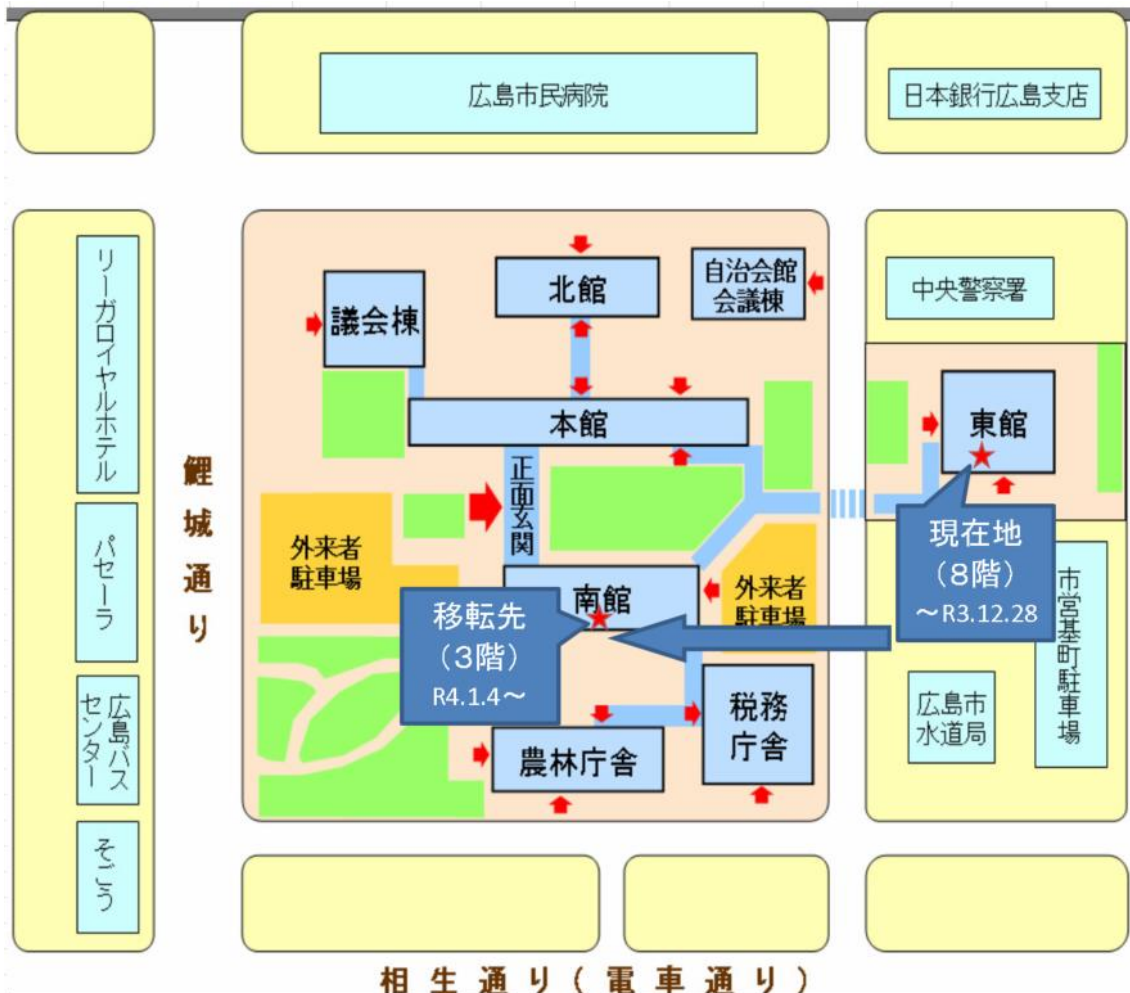 広島市民病院
日本銀行広島支店
リーガロイヤルホテル
議会棟
北館
自治会館
会議棟
中央警察署
本館
東館
鯉城通り
正面玄関
パセーラ
外来者
駐車場
南館
外来者
駐車場
現在地
(8階)
～R3.12.28
移転先
(3階)
R4.1.4～
市営基町駐車場
広島バス
センター
農林庁舎
税務
庁舎
広島市
水道局
そごう
相生通り(電車通り)